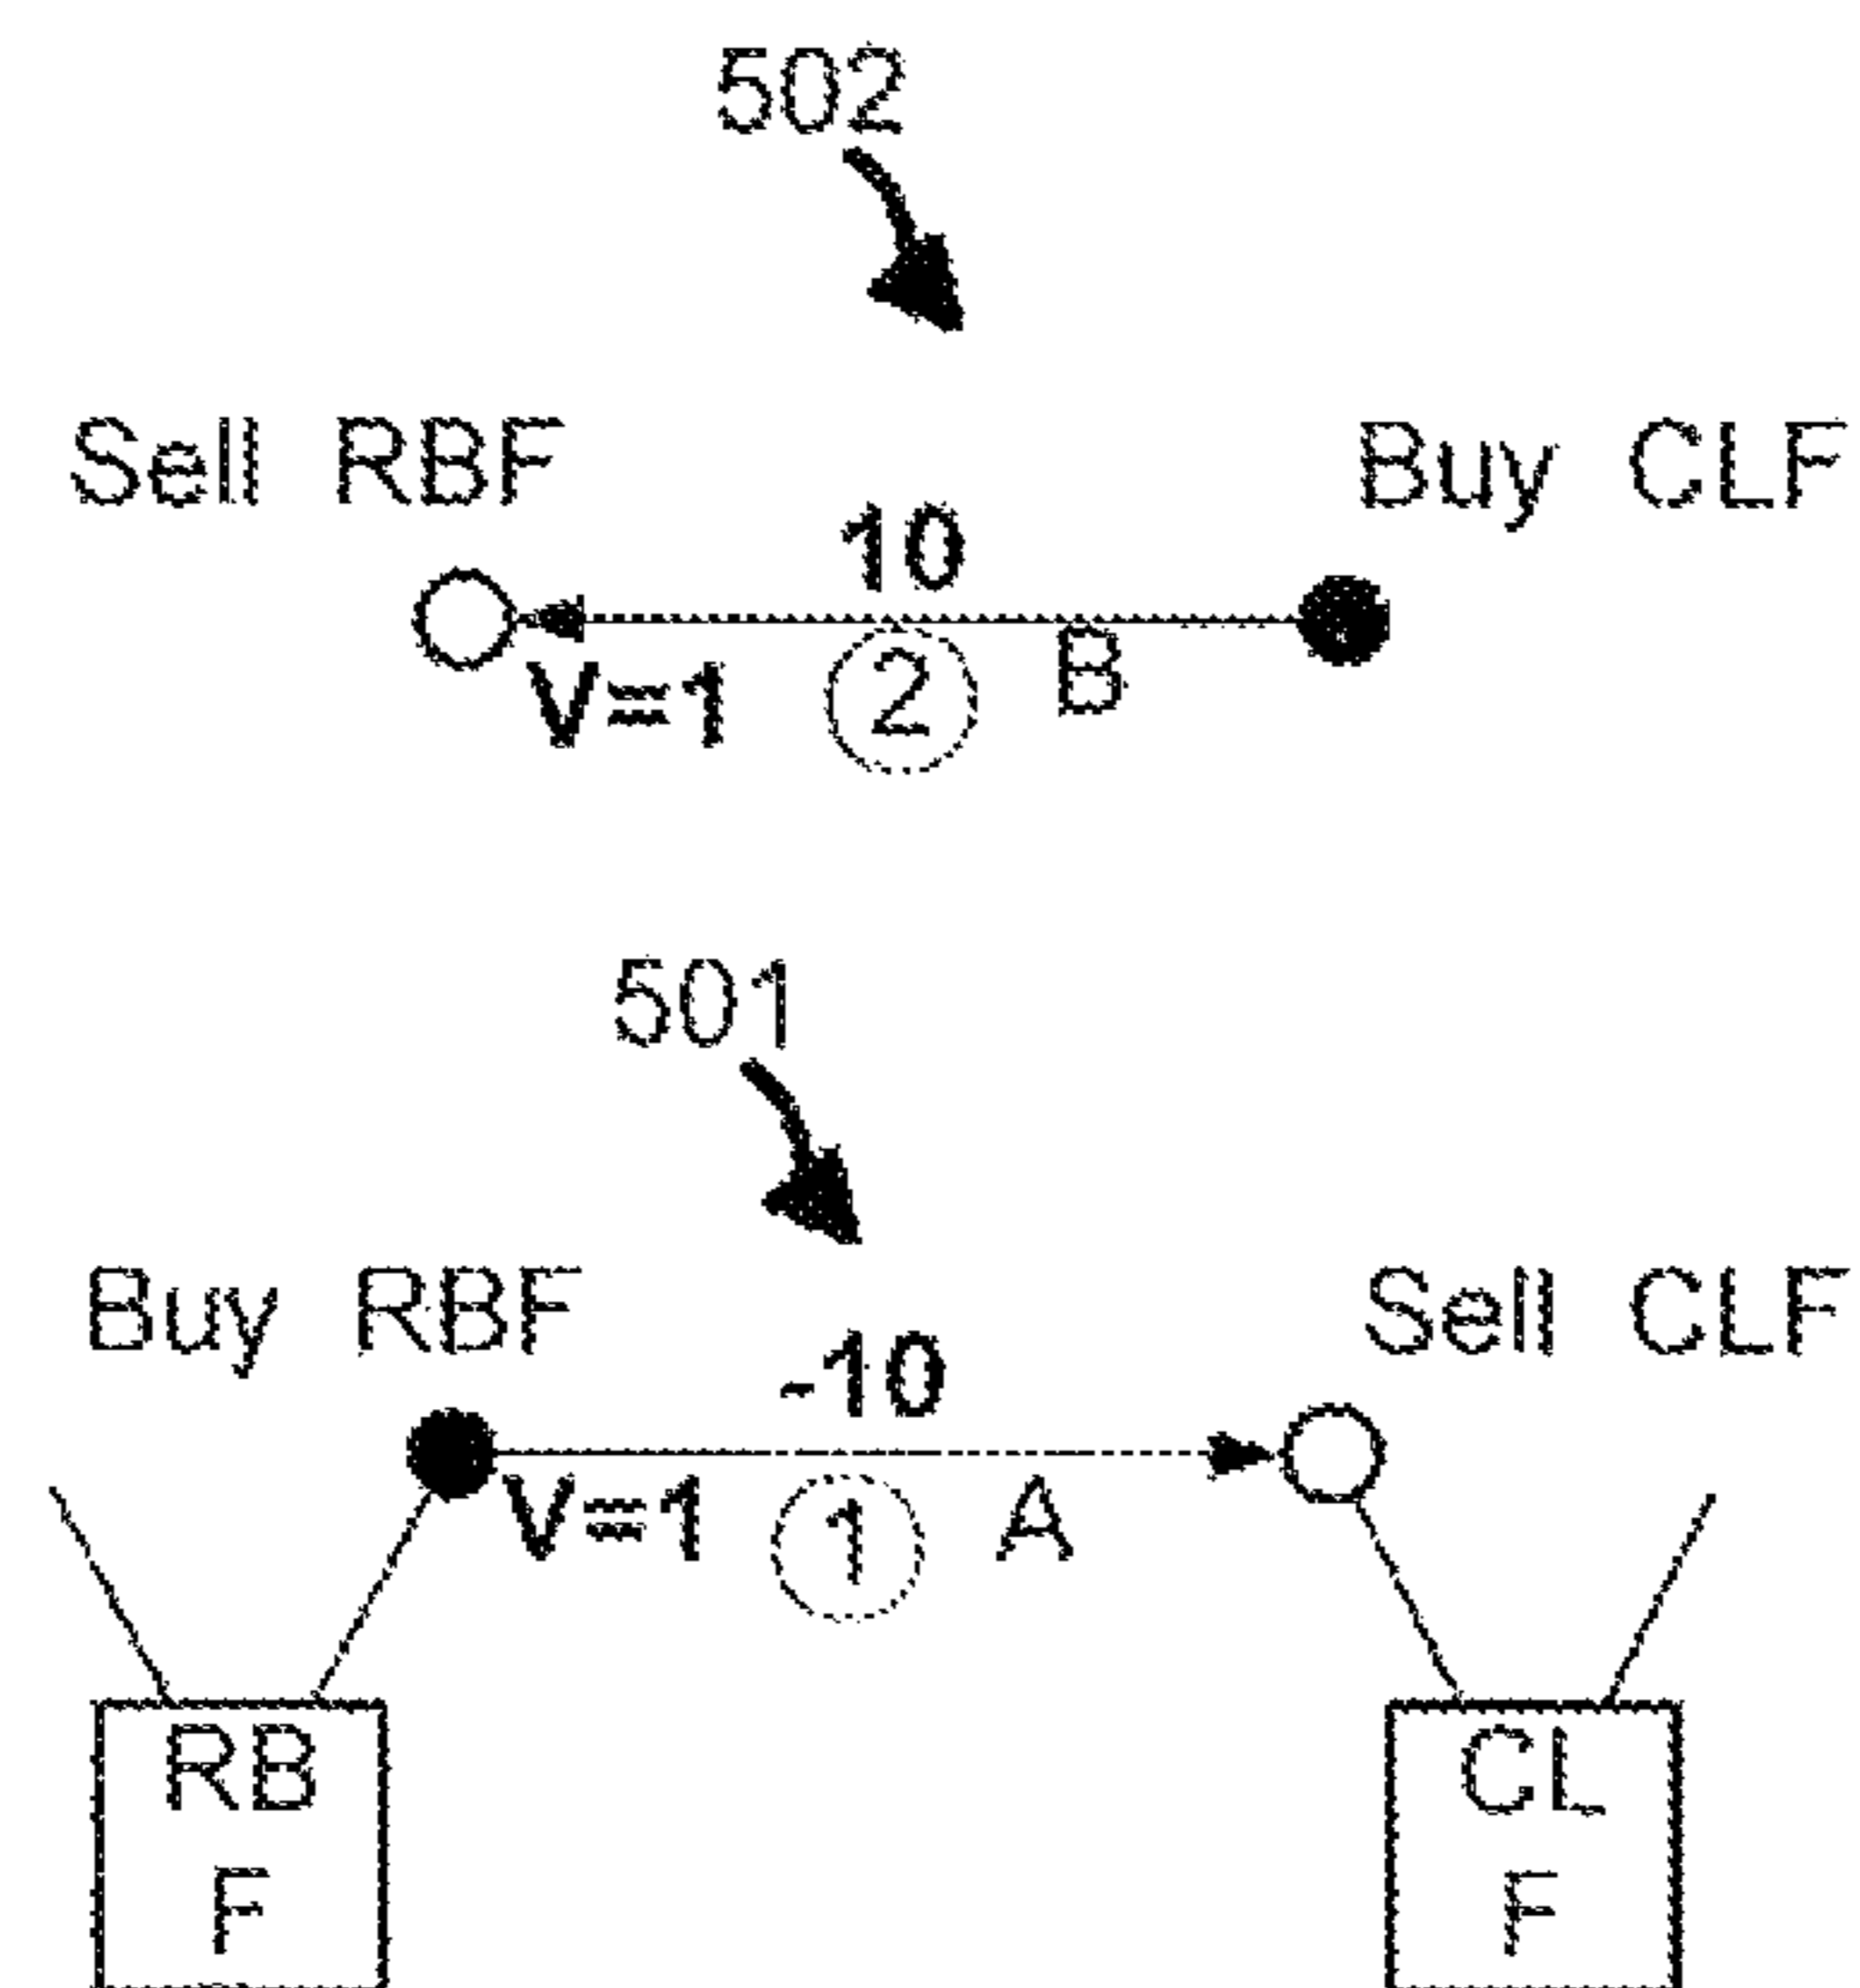 502
Sell RBF
Buy CLF
10
V=1
2
B
501
Buy RBF
Sell CLF
-10
V=1
1
A
RB
F
CL
F